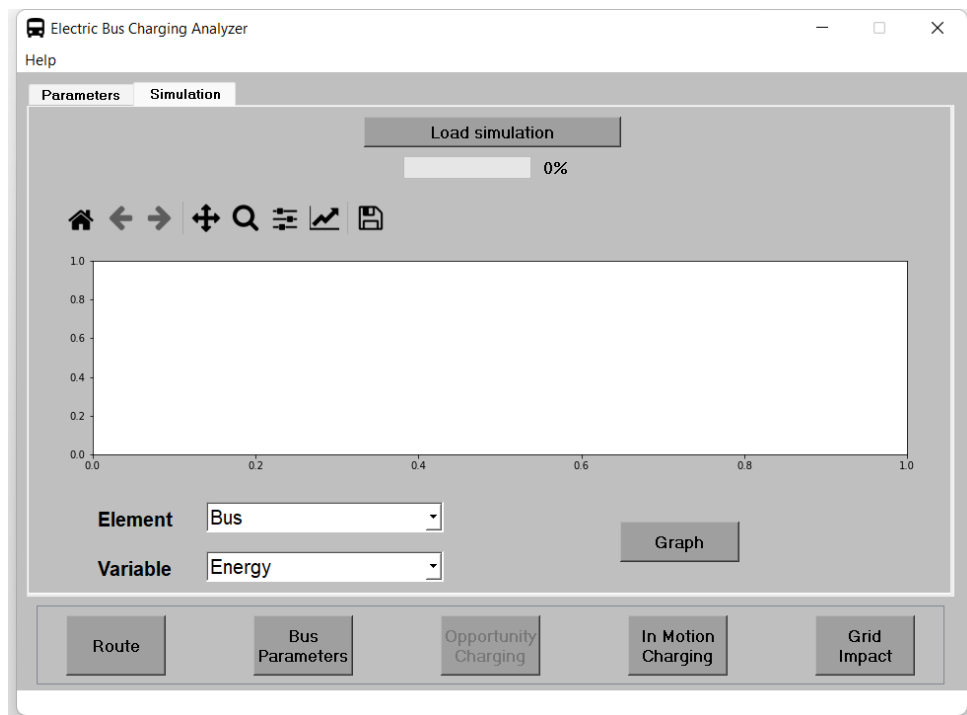 Electric Bus Charging Analyzer
Help
Parameters
Simulation
Load simulation
0%
1.0
0.8
0.6
0.4
0.2
0.0
0.0 0.2 0.4 0.6 0.8 1.0
Element
Bus
Variable
Energy
Graph
Route
Bus
Parameters
Opportunity
Charging
In Motion
Charging
Grid
Impact